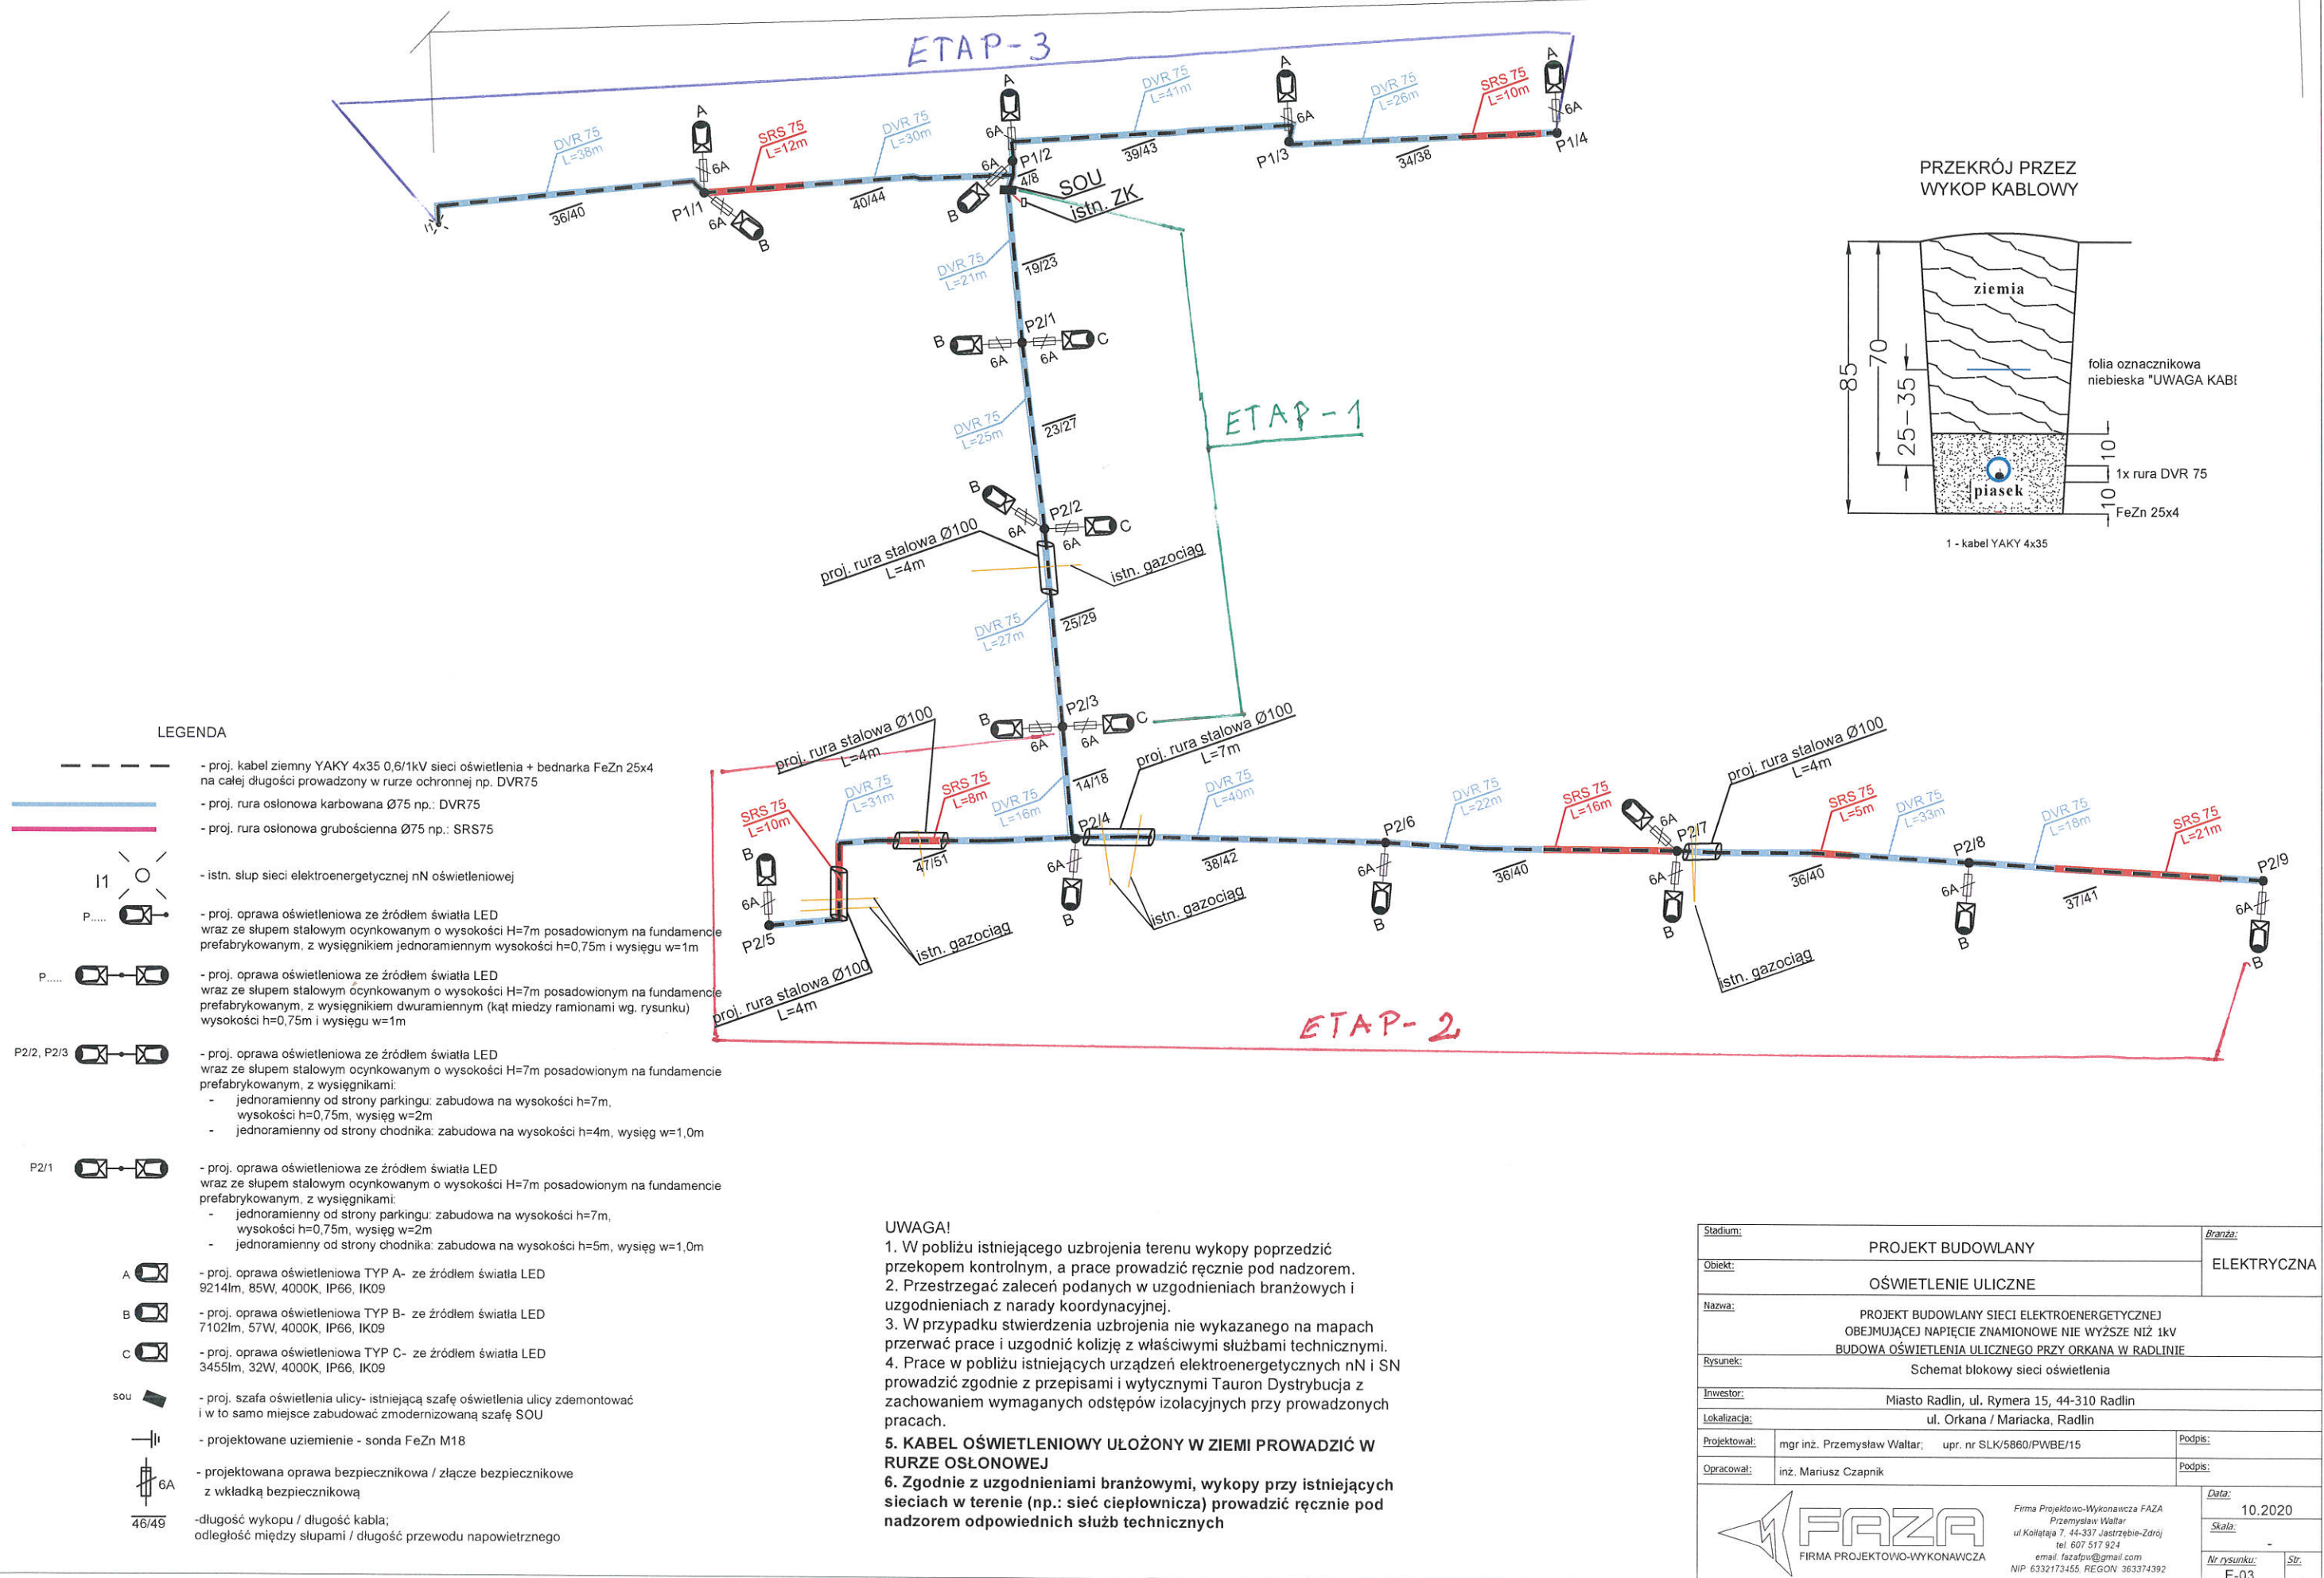 ETAP-3
A
DVR 75
L=38m
6A
SRS 75
L=12m
DVR 75
L=30m
A
6A
DVR 75
L=41m
A
6A
DVR 75
L=26m
SRS 75
L=10m
A
6A
I1
36/40
P1/1
6A
B
40/44
6A
B
P1/2
4/8
SOU
istn. ZK
39/43
P1/3
34/38
P1/4
DVR 75
L=21m
19/23
B
6A
P2/1
6A
C
DVR 75
L=25m
23/27
ETAP-1
B
6A
P2/2
6A
C
proj. rura stalowa Ø100
L=4m
istn. gazociąg
DVR 75
L=27m
25/29
B
6A
P2/3
6A
C
proj. rura stalowa Ø100
L=4m
proj. rura stalowa Ø100
L=7m
proj. rura stalowa Ø100
L=4m
SRS 75
L=10m
DVR 75
L=31m
SRS 75
L=8m
DVR 75
L=16m
14/18
DVR 75
L=40m
DVR 75
L=22m
SRS 75
L=16m
6A
SRS 75
L=5m
DVR 75
L=33m
DVR 75
L=18m
SRS 75
L=21m
B
6A
P2/5
47/51
P2/4
6A
B
38/42
P2/6
6A
B
36/40
P2/7
6A
B
36/40
P2/8
6A
B
37/41
P2/9
6A
B
istn. gazociąg
istn. gazociąg
istn. gazociąg
proj. rura stalowa Ø100
L=4m
ETAP-2
PRZEKRÓJ PRZEZ
WYKOP KABLOWY
ziemia
85
70
25-35
folia oznacznikowa
niebieska "UWAGA KABE
10
1x rura DVR 75
piasek
10
FeZn 25x4
1 - kabel YAKY 4x35
LEGENDA
- proj. kabel ziemny YAKY 4x35 0,6/1kV sieci oświetlenia + bednarka FeZn 25x4
na całej długości prowadzony w rurze ochronnej np. DVR75
- proj. rura osłonowa karbowana Ø75 np.: DVR75
- proj. rura osłonowa grubościenna Ø75 np.: SRS75
I1
- istn. słup sieci elektroenergetycznej nN oświetleniowej
P.....
- proj. oprawa oświetleniowa ze źródłem światła LED
wraz ze słupem stalowym ocynkowanym o wysokości H=7m posadowionym na fundamencie
prefabrykowanym, z wysięgnikiem jednoramiennym wysokości h=0,75m i wysięgu w=1m
P.....
- proj. oprawa oświetleniowa ze źródłem światła LED
wraz ze słupem stalowym ocynkowanym o wysokości H=7m posadowionym na fundamencie
prefabrykowanym, z wysięgnikiem dwuramiennym (kąt miedzy ramionami wg. rysunku)
wysokości h=0,75m i wysięgu w=1m
P2/2, P2/3
- proj. oprawa oświetleniowa ze źródłem światła LED
wraz ze słupem stalowym ocynkowanym o wysokości H=7m posadowionym na fundamencie
prefabrykowanym, z wysięgnikami:
- jednoramienny od strony parkingu: zabudowa na wysokości h=7m,
wysokości h=0,75m, wysięg w=2m
- jednoramienny od strony chodnika: zabudowa na wysokości h=4m, wysięg w=1,0m
P2/1
- proj. oprawa oświetleniowa ze źródłem światła LED
wraz ze słupem stalowym ocynkowanym o wysokości H=7m posadowionym na fundamencie
prefabrykowanym, z wysięgnikami:
- jednoramienny od strony parkingu: zabudowa na wysokości h=7m,
wysokości h=0,75m, wysięg w=2m
- jednoramienny od strony chodnika: zabudowa na wysokości h=5m, wysięg w=1,0m
A
- proj. oprawa oświetleniowa TYP A- ze źródłem światła LED
9214lm, 85W, 4000K, IP66, IK09
B
- proj. oprawa oświetleniowa TYP B- ze źródłem światła LED
7102lm, 57W, 4000K, IP66, IK09
C
- proj. oprawa oświetleniowa TYP C- ze źródłem światła LED
3455lm, 32W, 4000K, IP66, IK09
SOU
- proj. szafa oświetlenia ulicy- istniejącą szafę oświetlenia ulicy zdemontować
i w to samo miejsce zabudować zmodernizowaną szafę SOU
- projektowane uziemienie - sonda FeZn M18
6A
- projektowana oprawa bezpiecznikowa / złącze bezpiecznikowe
z wkładką bezpiecznikową
46/49
-długość wykopu / długość kabla;
odległość między słupami / długość przewodu napowietrznego
UWAGA!
1. W pobliżu istniejącego uzbrojenia terenu wykopy poprzedzić
przekopem kontrolnym, a prace prowadzić ręcznie pod nadzorem.
2. Przestrzegać zaleceń podanych w uzgodnieniach branżowych i
uzgodnieniach z narady koordynacyjnej.
3. W przypadku stwierdzenia uzbrojenia nie wykazanego na mapach
przerwać prace i uzgodnić kolizję z właściwymi służbami technicznymi.
4. Prace w pobliżu istniejących urządzeń elektroenergetycznych nN i SN
prowadzić zgodnie z przepisami i wytycznymi Tauron Dystrybucja z
zachowaniem wymaganych odstępów izolacyjnych przy prowadzonych
pracach.
5. KABEL OŚWIETLENIOWY UŁOŻONY W ZIEMI PROWADZIĆ W
RURZE OSŁONOWEJ
6. Zgodnie z uzgodnieniami branżowymi, wykopy przy istniejących
sieciach w terenie (np.: sieć ciepłownicza) prowadzić ręcznie pod
nadzorem odpowiednich służb technicznych
Stadium:
PROJEKT BUDOWLANY
Branża:
ELEKTRYCZNA
Obiekt:
OŚWIETLENIE ULICZNE
Nazwa:
PROJEKT BUDOWLANY SIECI ELEKTROENERGETYCZNEJ
OBEJMUJĄCEJ NAPIĘCIE ZNAMIONOWE NIE WYŻSZE NIŻ 1kV
BUDOWA OŚWIETLENIA ULICZNEGO PRZY ORKANA W RADLINIE
Rysunek:
Schemat blokowy sieci oświetlenia
Inwestor:
Miasto Radlin, ul. Rymera 15, 44-310 Radlin
Lokalizacja:
ul. Orkana / Mariacka, Radlin
Projektował:
mgr inż. Przemysław Waltar; upr. nr SLK/5860/PWBE/15
Podpis:
Opracował:
inż. Mariusz Czapnik
Podpis:
FAZA
FIRMA PROJEKTOWO-WYKONAWCZA
Firma Projektowo-Wykonawcza FAZA
Przemysław Waltar
ul.Kołłątaja 7, 44-337 Jastrzębie-Zdrój
tel. 607 517 924
email. fazafpw@gmail.com
NIP 6332173455, REGON 363374392
Data:
10.2020
Skala:
-
Nr rysunku:
E-03
Str.